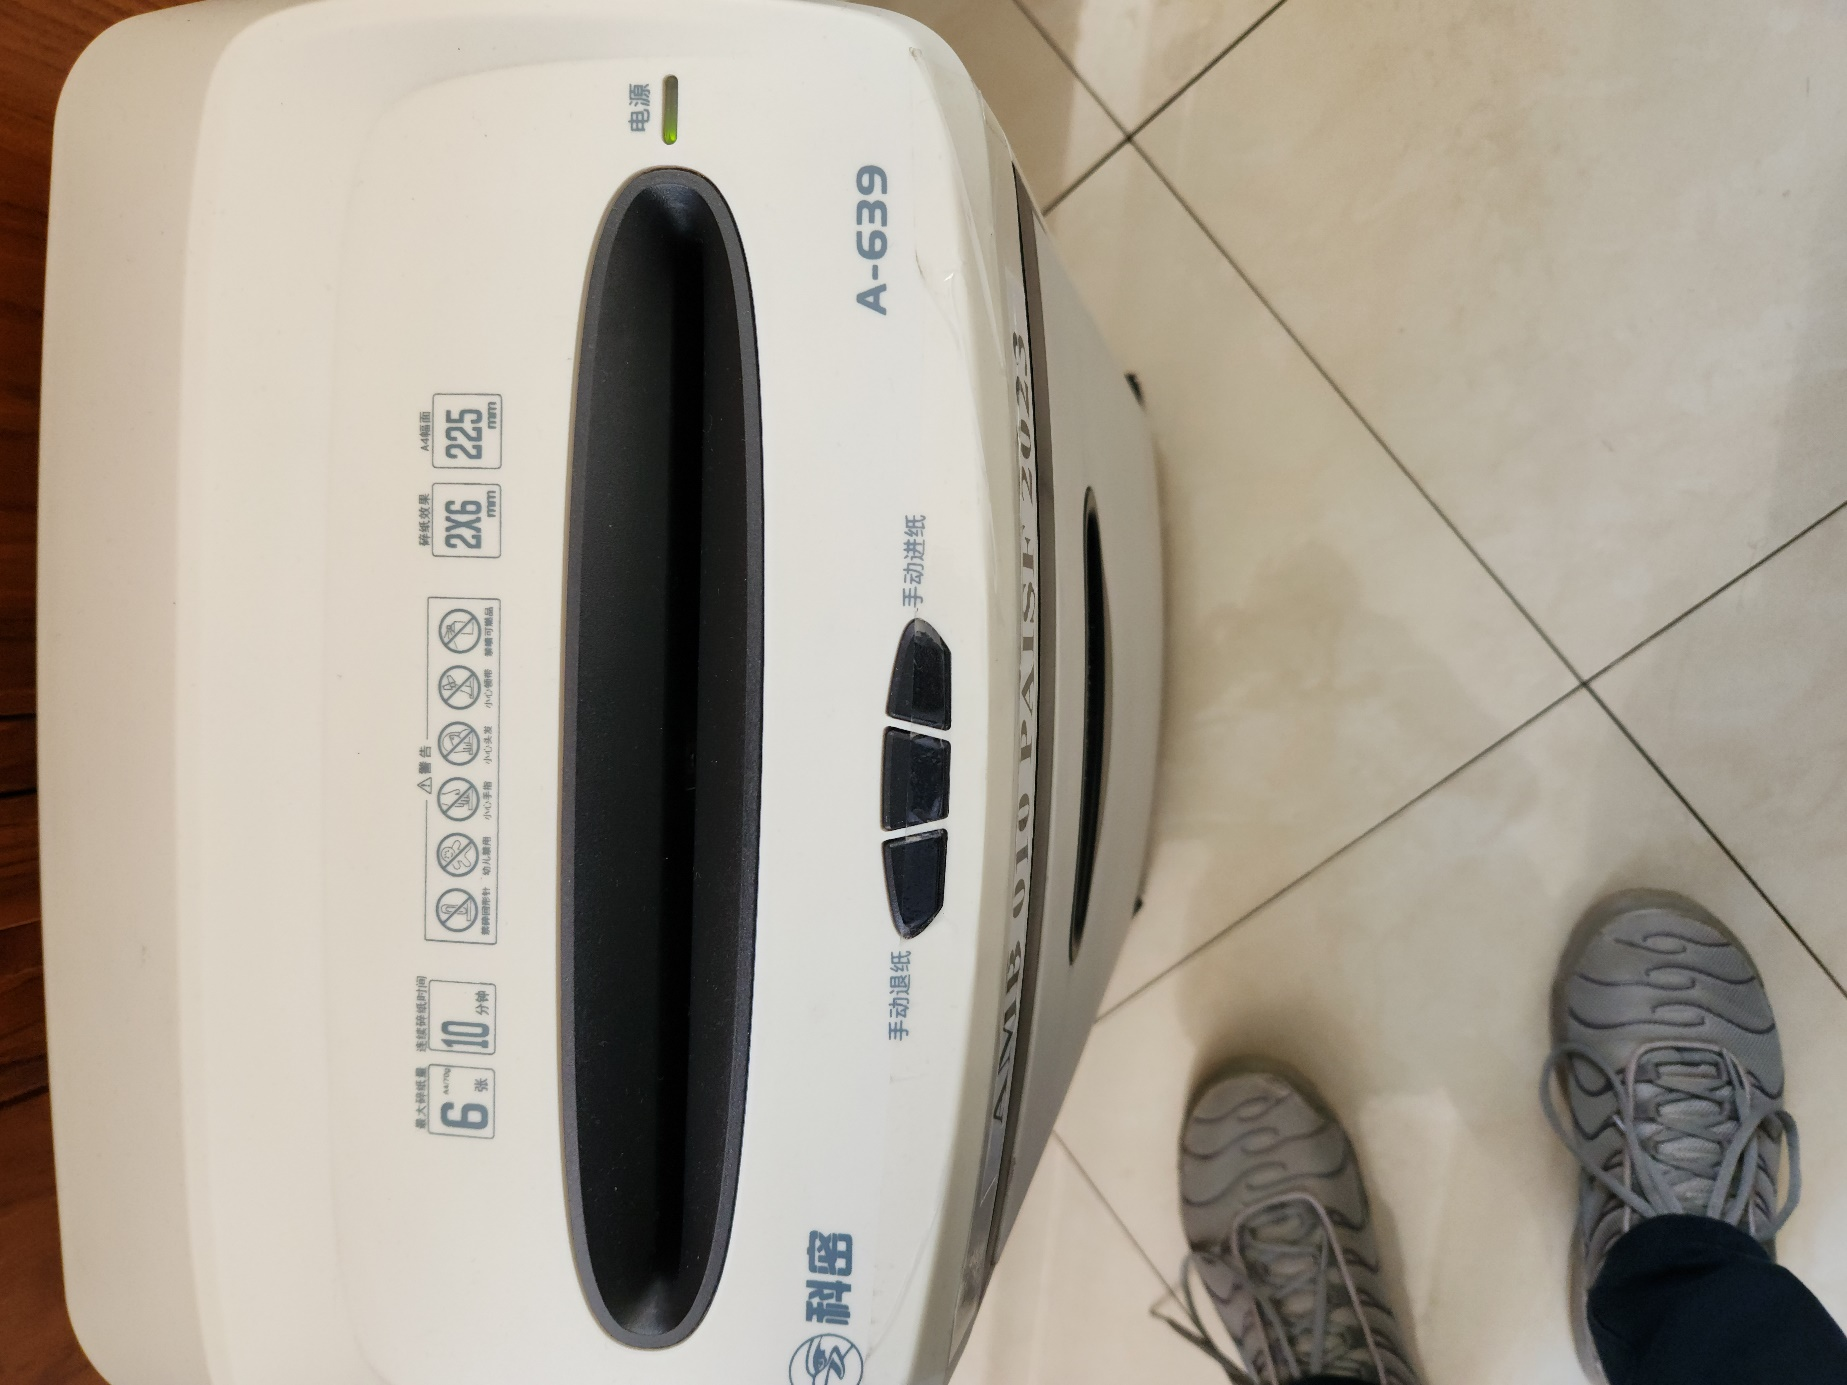 最大碎纸量
6 A4/70g 张
连续碎纸时间
10 分钟
警告
禁碎回形针
幼儿禁用
小心手指
小心头发
小心领带
禁喷可燃品
碎纸效果
2X6 mm
A4幅面
225 mm
电源
科密
A-639
手动退纸
手动进纸
AMB 010 PAISF 2023